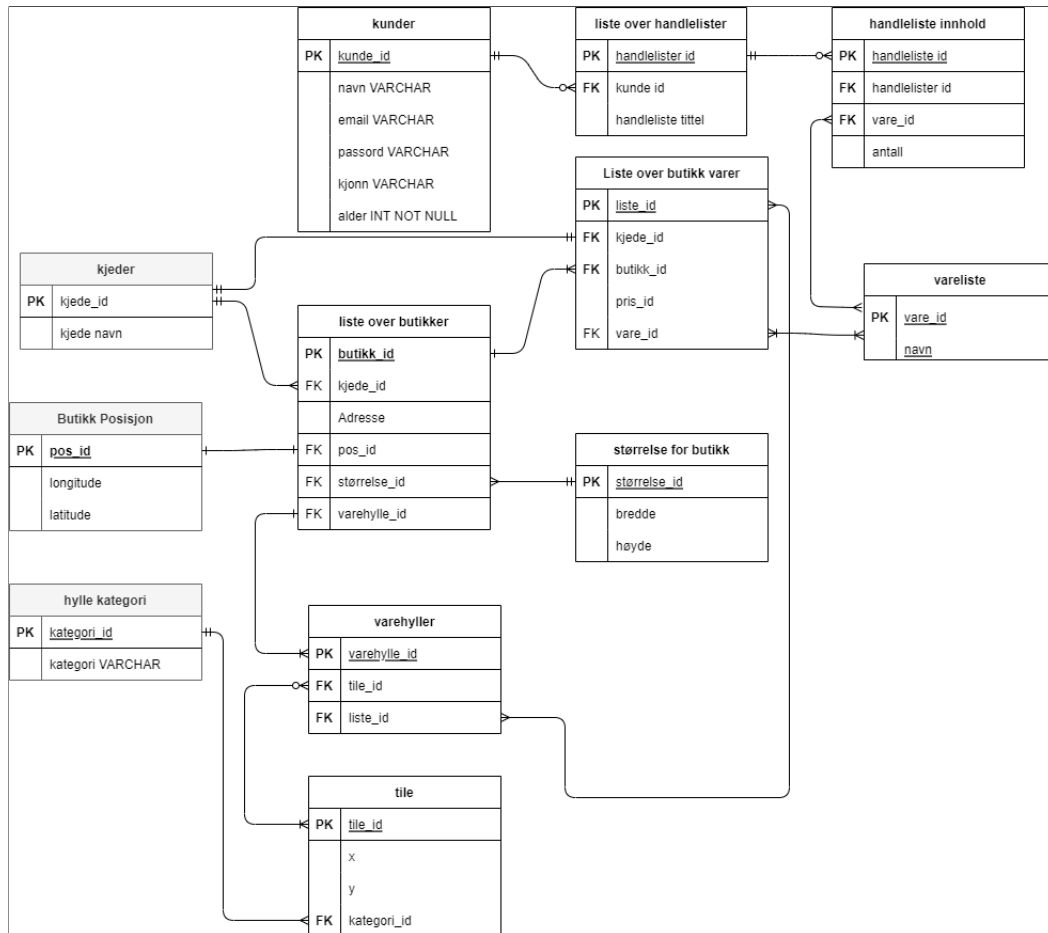 kunder
PK kunde_id
navn VARCHAR
email VARCHAR
passord VARCHAR
kjonn VARCHAR
alder INT NOT NULL
liste over handlelister
PK handlelister id
FK kunde id
handleliste tittel
handleliste innhold
PK handleliste id
FK handlelister id
FK vare_id
antall
Liste over butikk varer
PK liste_id
FK kjede_id
FK butikk_id
pris_id
FK vare_id
kjeder
PK kjede_id
kjede navn
vareliste
PK vare_id
navn
liste over butikker
PK butikk_id
FK kjede_id
Adresse
FK pos_id
FK størrelse_id
FK varehylle_id
Butikk Posisjon
PK pos_id
longitude
latitude
størrelse for butikk
PK størrelse_id
bredde
høyde
hylle kategori
PK kategori_id
kategori VARCHAR
varehyller
PK varehylle_id
FK tile_id
FK liste_id
tile
PK tile_id
x
y
FK kategori_id